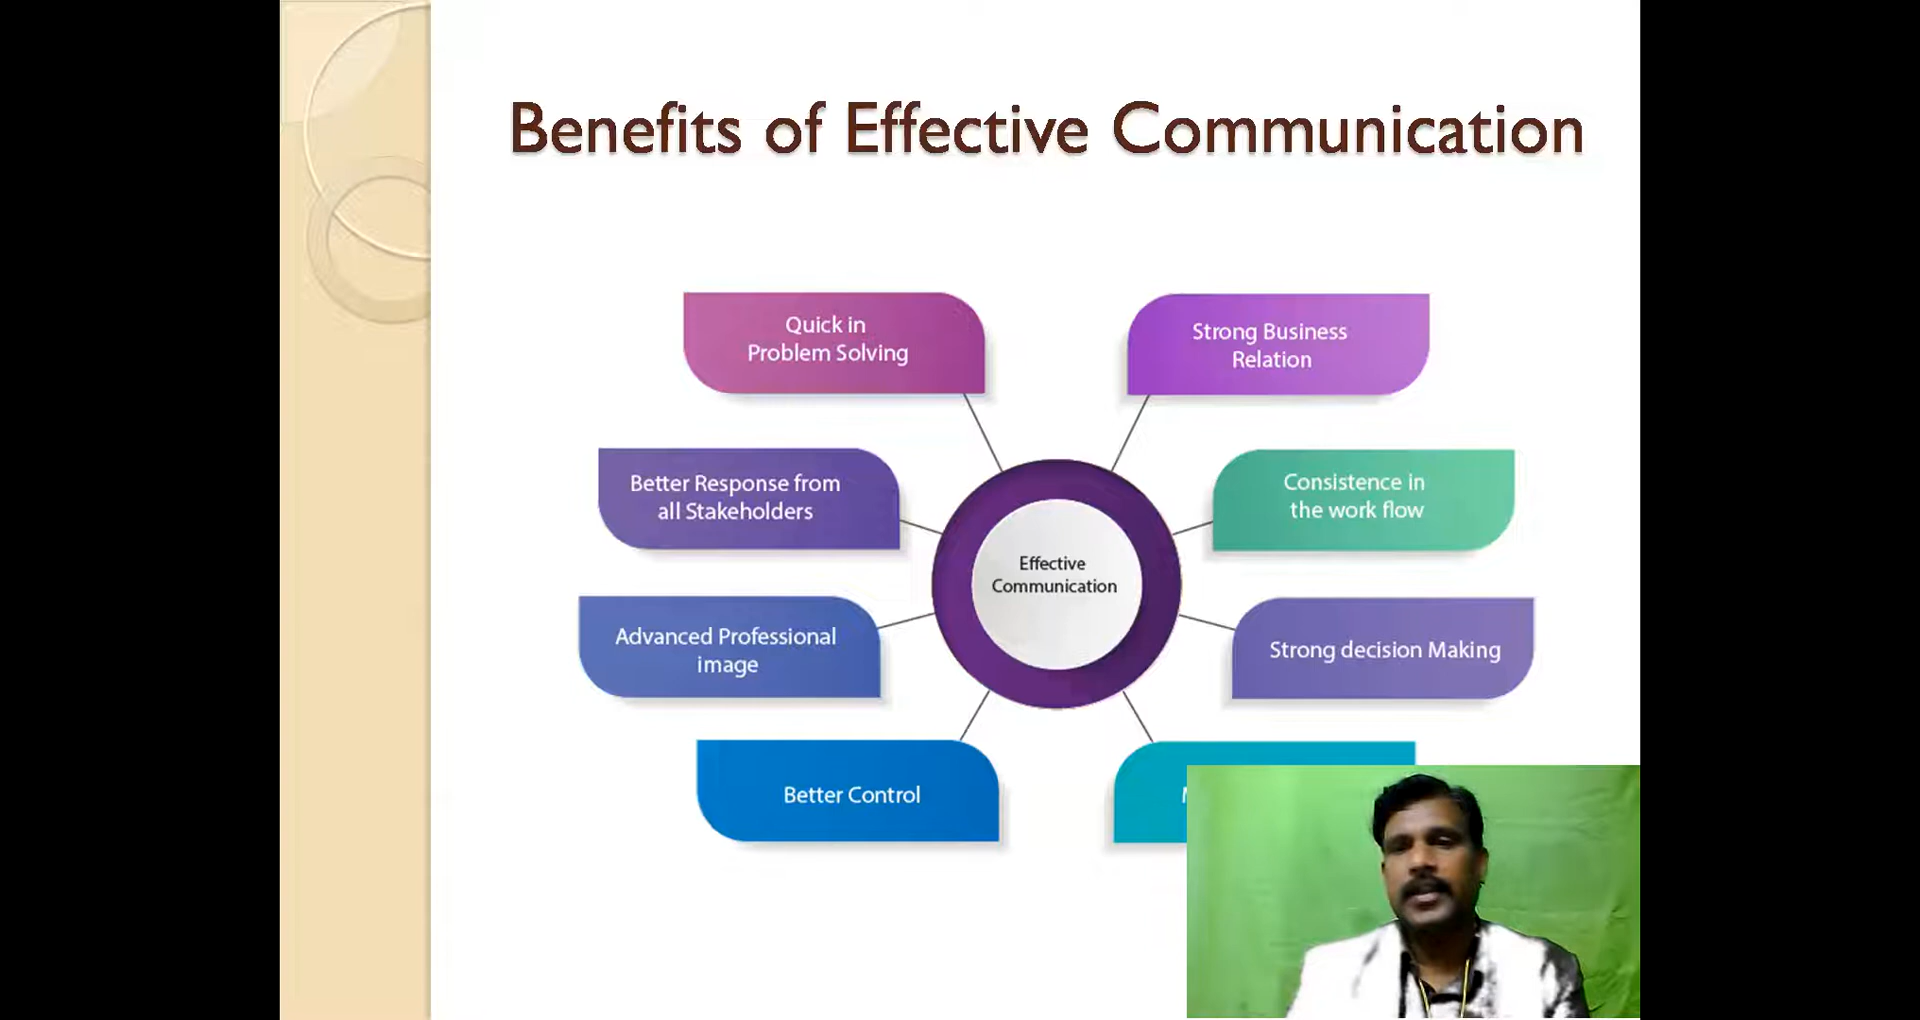 Benefits of Effective Communication
Quick in
Problem Solving
Strong Business
Relation
Better Response from
all Stakeholders
Consistence in
the work flow
Effective
Communication
Advanced Professional
image
Strong decision Making
Better Control